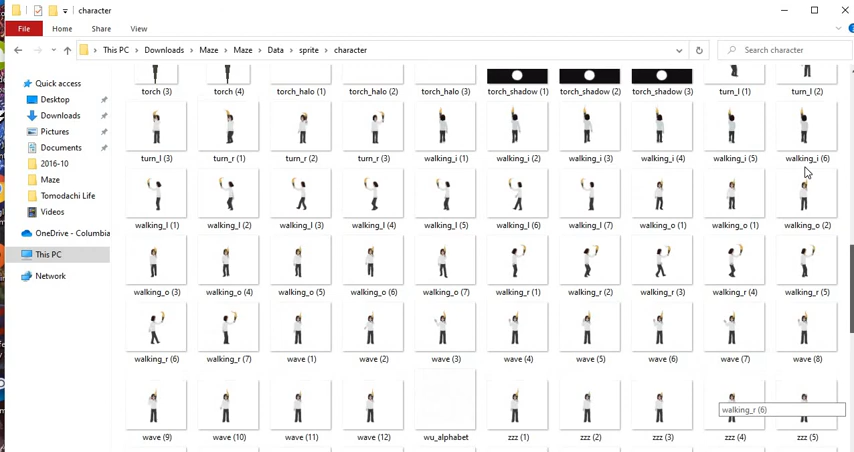 character
File Home Share View
This PC Downloads Maze Maze Data sprite character
Search character
Quick access
Desktop
Downloads
Pictures
Documents
2016-10
Maze
Tomodachi Life
Videos
OneDrive - Columbia
This PC
Network
torch (3) torch (4) torch_halo (1) torch_halo (2) torch_halo (3) torch_shadow (1) torch_shadow (2) torch_shadow (3) turn_l (1) turn_l (2)
turn_l (3) turn_r (1) turn_r (2) turn_r (3) walking_i (1) walking_i (2) walking_i (3) walking_i (4) walking_i (5) walking_i (6)
walking_l (1) walking_l (2) walking_l (3) walking_l (4) walking_l (5) walking_l (6) walking_l (7) walking_o (1) walking_o (1) walking_o (2)
walking_o (3) walking_o (4) walking_o (5) walking_o (6) walking_o (7) walking_r (1) walking_r (2) walking_r (3) walking_r (4) walking_r (5)
walking_r (6) walking_r (7) wave (1) wave (2) wave (3) wave (4) wave (5) wave (6) wave (7) wave (8)
walking_r (6)
wave (9) wave (10) wave (11) wave (12) wu_alphabet zzz (1) zzz (2) zzz (3) zzz (4) zzz (5)